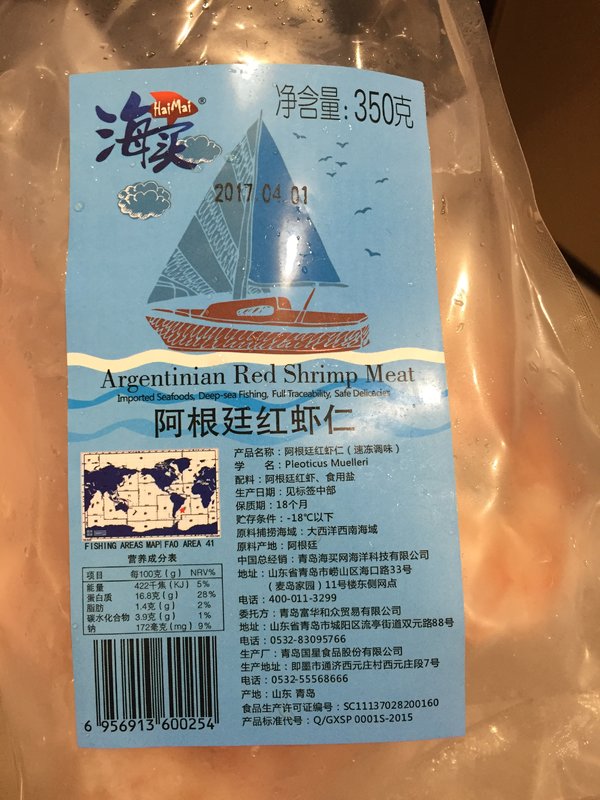 HaiMai®
海买
净含量:350克
2017 04 01
Argentinian Red Shrimp Meat
Imported Seafoods, Deep-sea Fishing, Full Traceability, Safe Delicacies
阿根廷红虾仁
产品名称:阿根廷红虾仁(速冻调味)
学 名:Pleoticus Muelleri
配料:阿根廷红虾、食用盐
生产日期:见标签中部
保质期:18个月
贮存条件:-18℃以下
原料捕捞海域:大西洋西南海域
原料产地:阿根廷
中国总经销:青岛海买网海洋科技有限公司
地址:山东省青岛市崂山区海口路33号
(麦岛家园)11号楼东侧网点
电话:400-011-3299
委托方:青岛富华和众贸易有限公司
地址:山东省青岛市城阳区流亭街道双元路88号
电话:0532-83095766
生产厂:青岛国星食品股份有限公司
生产地址:即墨市通济西元庄村西元庄段7号
电话:0532-55568666
产地:山东 青岛
食品生产许可证编号:SC11137028200160
产品标准代号:Q/GXSP 0001S-2015
FISHING AREAS MAP|FAO AREA 41
营养成分表
项目 每100克(g) NRV%
能量 422千焦(KJ) 5%
蛋白质 16.8克(g) 28%
脂肪 1.4克(g) 2%
碳水化合物 3.9克(g) 1%
钠 172毫克(mg) 9%
6 956913 600254